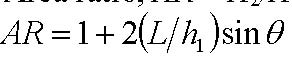 AR = 1 + 2(L/h₁)sin θ